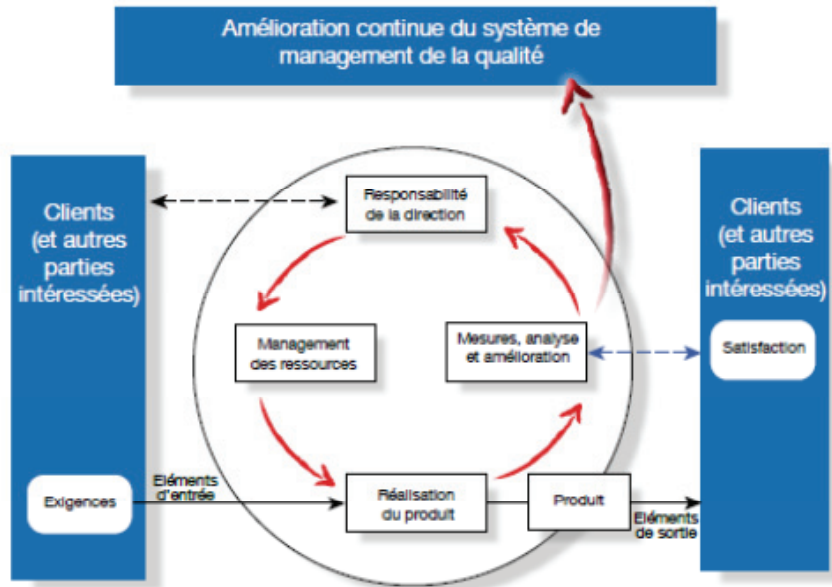 Amélioration continue du système de
management de la qualité
Clients
(et autres
parties
intéressées)
Responsabilité
de la direction
Clients
(et autres
parties
intéressées)
Management
des ressources
Mesures, analyse
et amélioration
Satisfaction
Exigences
Eléments
d'entrée
Réalisation
du produit
Produit
Eléments
de sortie